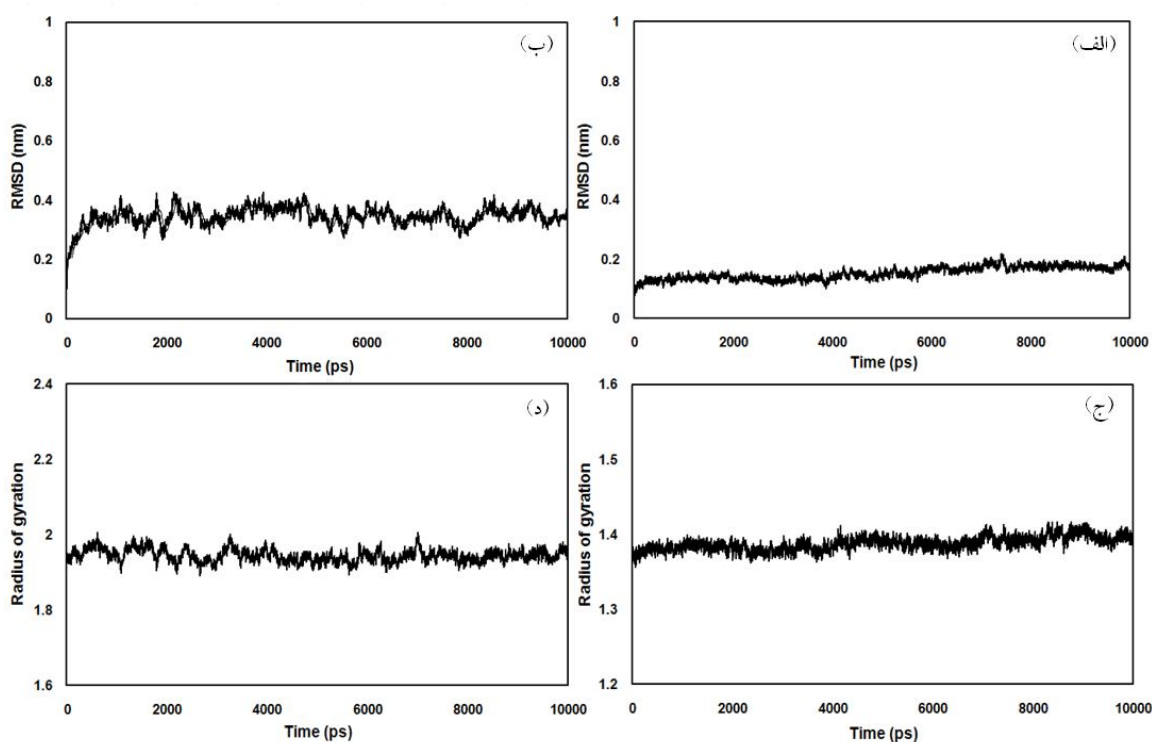 (ب)
1
0.8
0.6
0.4
0.2
0
RMSD (nm)
0 2000 4000 6000 8000 10000
Time (ps)
(الف)
1
0.8
0.6
0.4
0.2
0
RMSD (nm)
0 2000 4000 6000 8000 10000
Time (ps)
(د)
2.4
2.2
2
1.8
1.6
Radius of gyration
0 2000 4000 6000 8000 10000
Time (ps)
(ج)
1.6
1.5
1.4
1.3
1.2
Radius of gyration
0 2000 4000 6000 8000 10000
Time (ps)